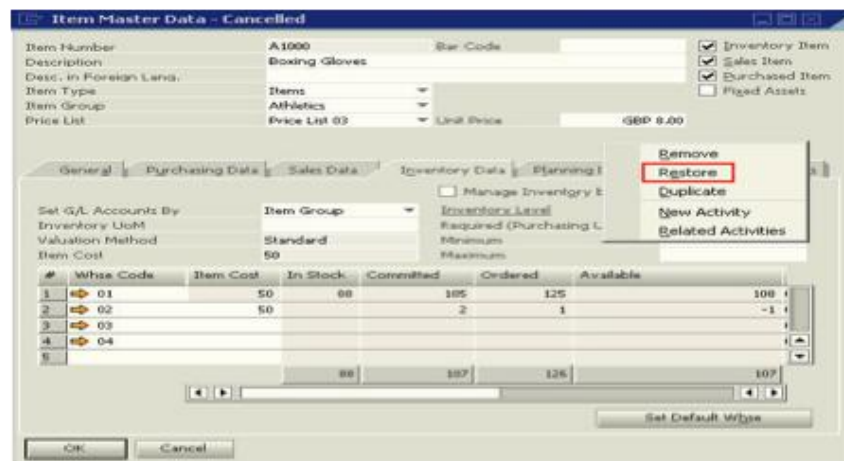 Item Master Data - Cancelled
Item Number A1000 Bar Code Inventory Item
Description Boxing Gloves Sales Item
Desc. in Foreign Lang. Purchased Item
Item Type Items Fixed Assets
Item Group Athletics
Price List Price List 03 Unit Price GBP 8.00
General Purchasing Data Sales Data Inventory Data Planning
Remove
Restore
Duplicate
New Activity
Related Activities
Manage Inventory
Set G/L Accounts By Item Group Inventory Level
Inventory UoM Required (Purchasing
Valuation Method Standard Minimum
Item Cost 50 Maximum
# Whse Code Item Cost In Stock Committed Ordered Available
1 01 50 88 105 125 108
2 02 50 2 1 -1
3 03
4 04
5
88 107 126 107
Set Default Whse
OK Cancel